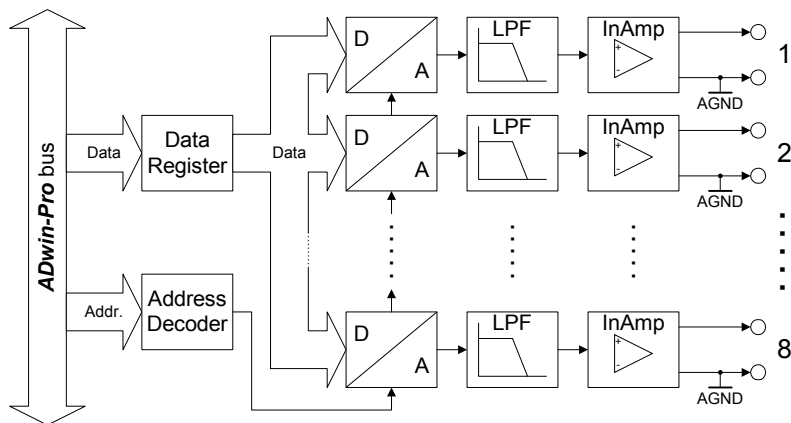 D
A
LPF
InAmp
+
-
AGND
1
ADwin-Pro bus
Data
Data
Register
Data
D
A
LPF
InAmp
+
-
AGND
2
Addr.
Address
Decoder
D
A
LPF
InAmp
+
-
AGND
8